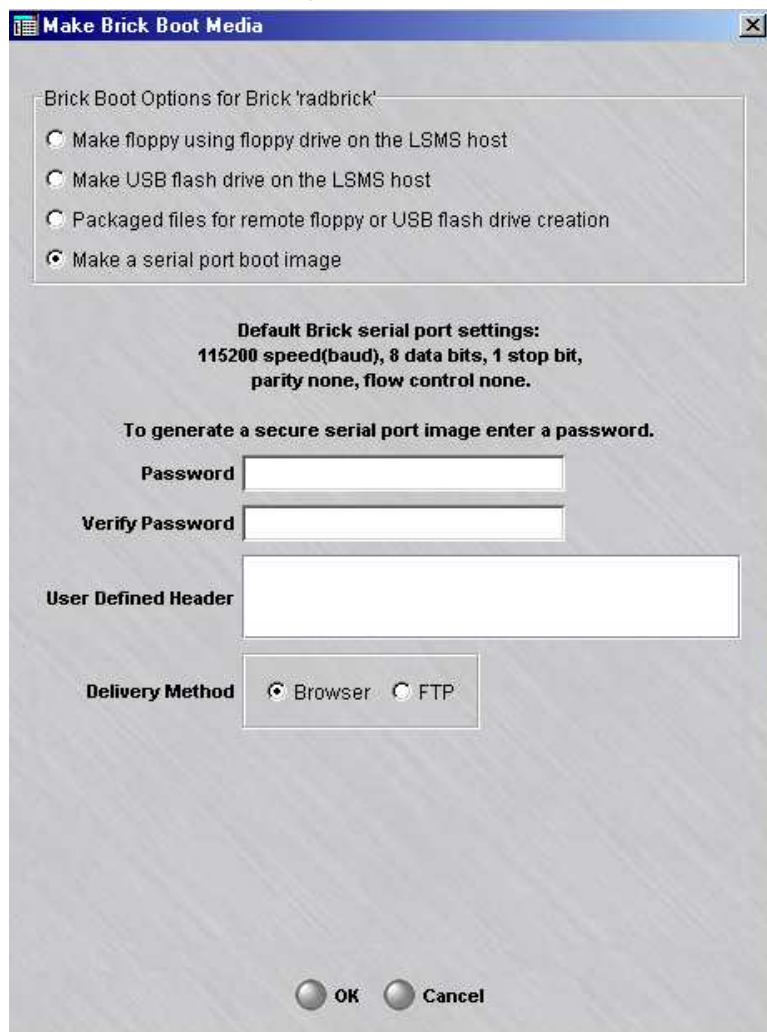 Make Brick Boot Media
Brick Boot Options for Brick 'radbrick'
Make floppy using floppy drive on the LSMS host
Make USB flash drive on the LSMS host
Packaged files for remote floppy or USB flash drive creation
Make a serial port boot image
Default Brick serial port settings:
115200 speed(baud), 8 data bits, 1 stop bit,
parity none, flow control none.
To generate a secure serial port image enter a password.
Password
Verify Password
User Defined Header
Delivery Method Browser FTP
OK Cancel